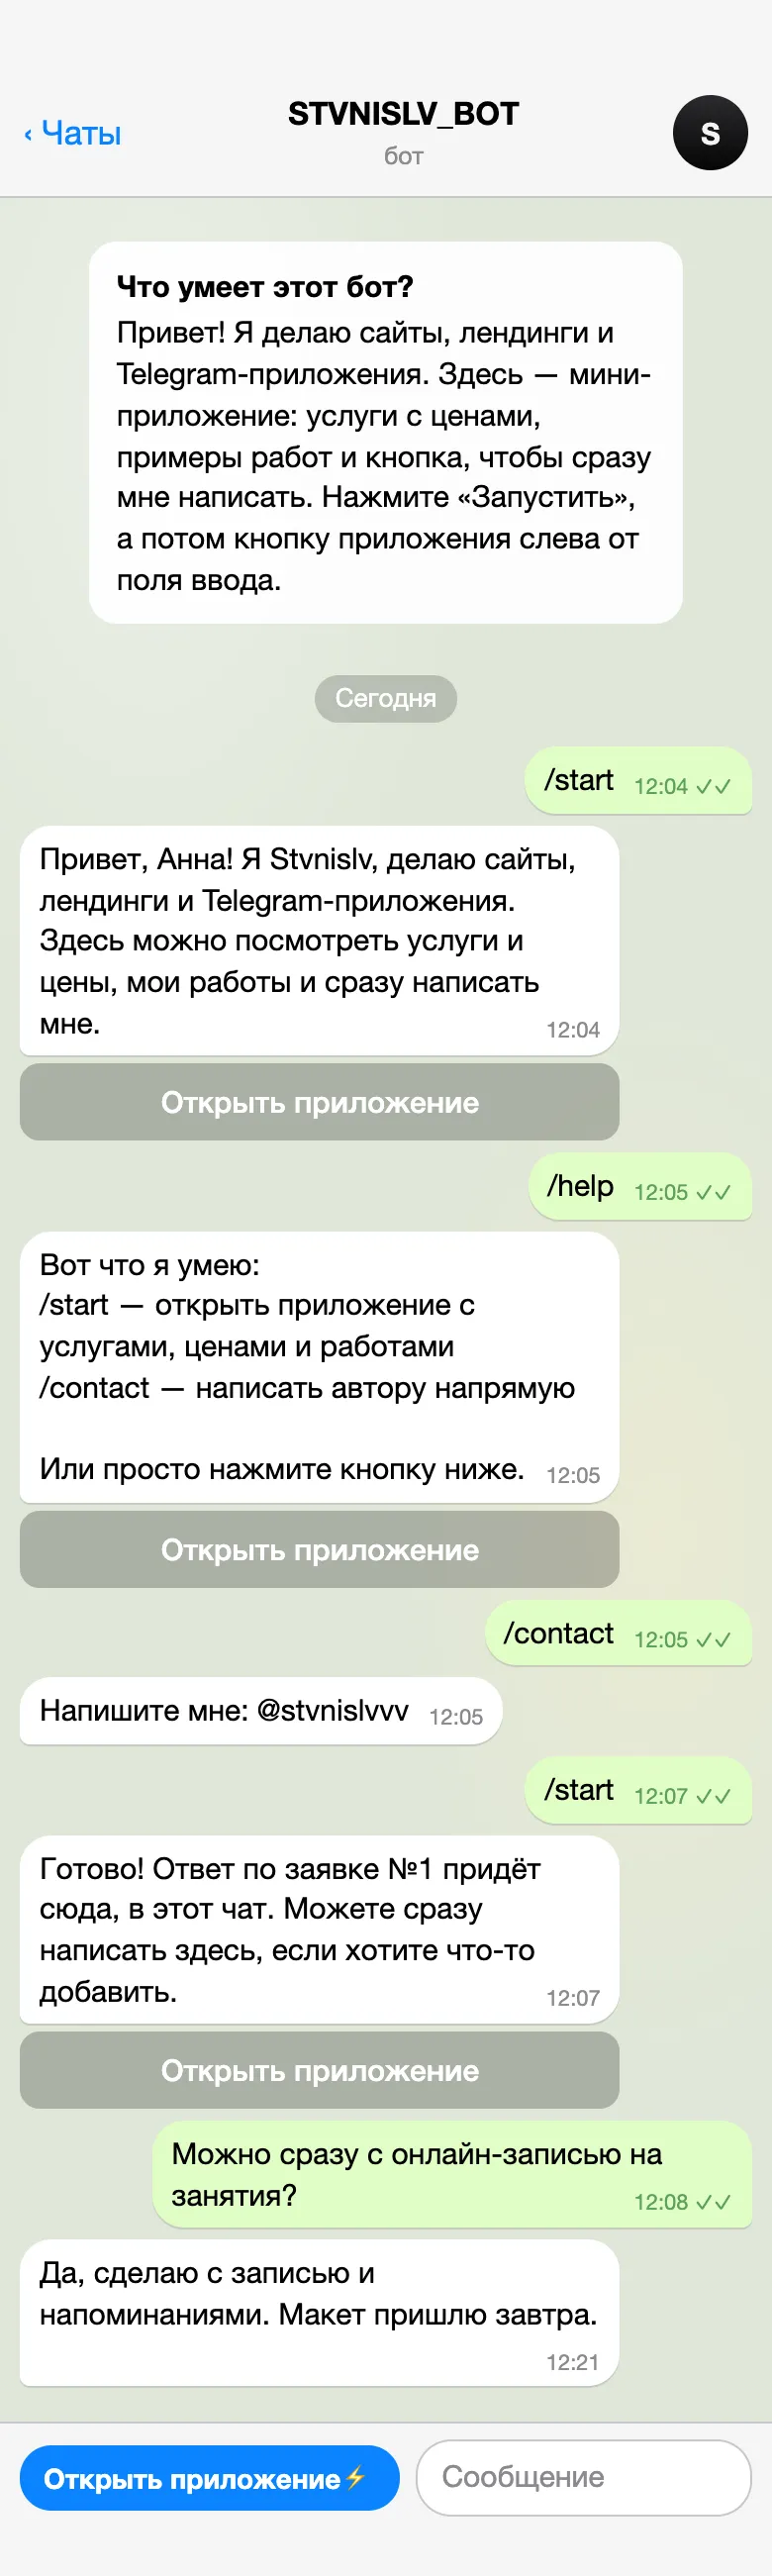 ‹ Чаты
STVNISLV_BOT
бот
S
Что умеет этот бот?
Привет! Я делаю сайты, лендинги и
Telegram-приложения. Здесь — мини-
приложение: услуги с ценами,
примеры работ и кнопка, чтобы сразу
мне написать. Нажмите «Запустить»,
а потом кнопку приложения слева от
поля ввода.
Сегодня
/start 12:04 ✓✓
Привет, Анна! Я Stvnislv, делаю сайты,
лендинги и Telegram-приложения.
Здесь можно посмотреть услуги и
цены, мои работы и сразу написать
мне. 12:04
Открыть приложение
/help 12:05 ✓✓
Вот что я умею:
/start — открыть приложение с
услугами, ценами и работами
/contact — написать автору напрямую
Или просто нажмите кнопку ниже. 12:05
Открыть приложение
/contact 12:05 ✓✓
Напишите мне: @stvnislvvv 12:05
/start 12:07 ✓✓
Готово! Ответ по заявке №1 придёт
сюда, в этот чат. Можете сразу
написать здесь, если хотите что-то
добавить. 12:07
Открыть приложение
Можно сразу с онлайн-записью на
занятия? 12:08 ✓✓
Да, сделаю с записью и
напоминаниями. Макет пришлю завтра.
12:21
Открыть приложение⚡ Сообщение